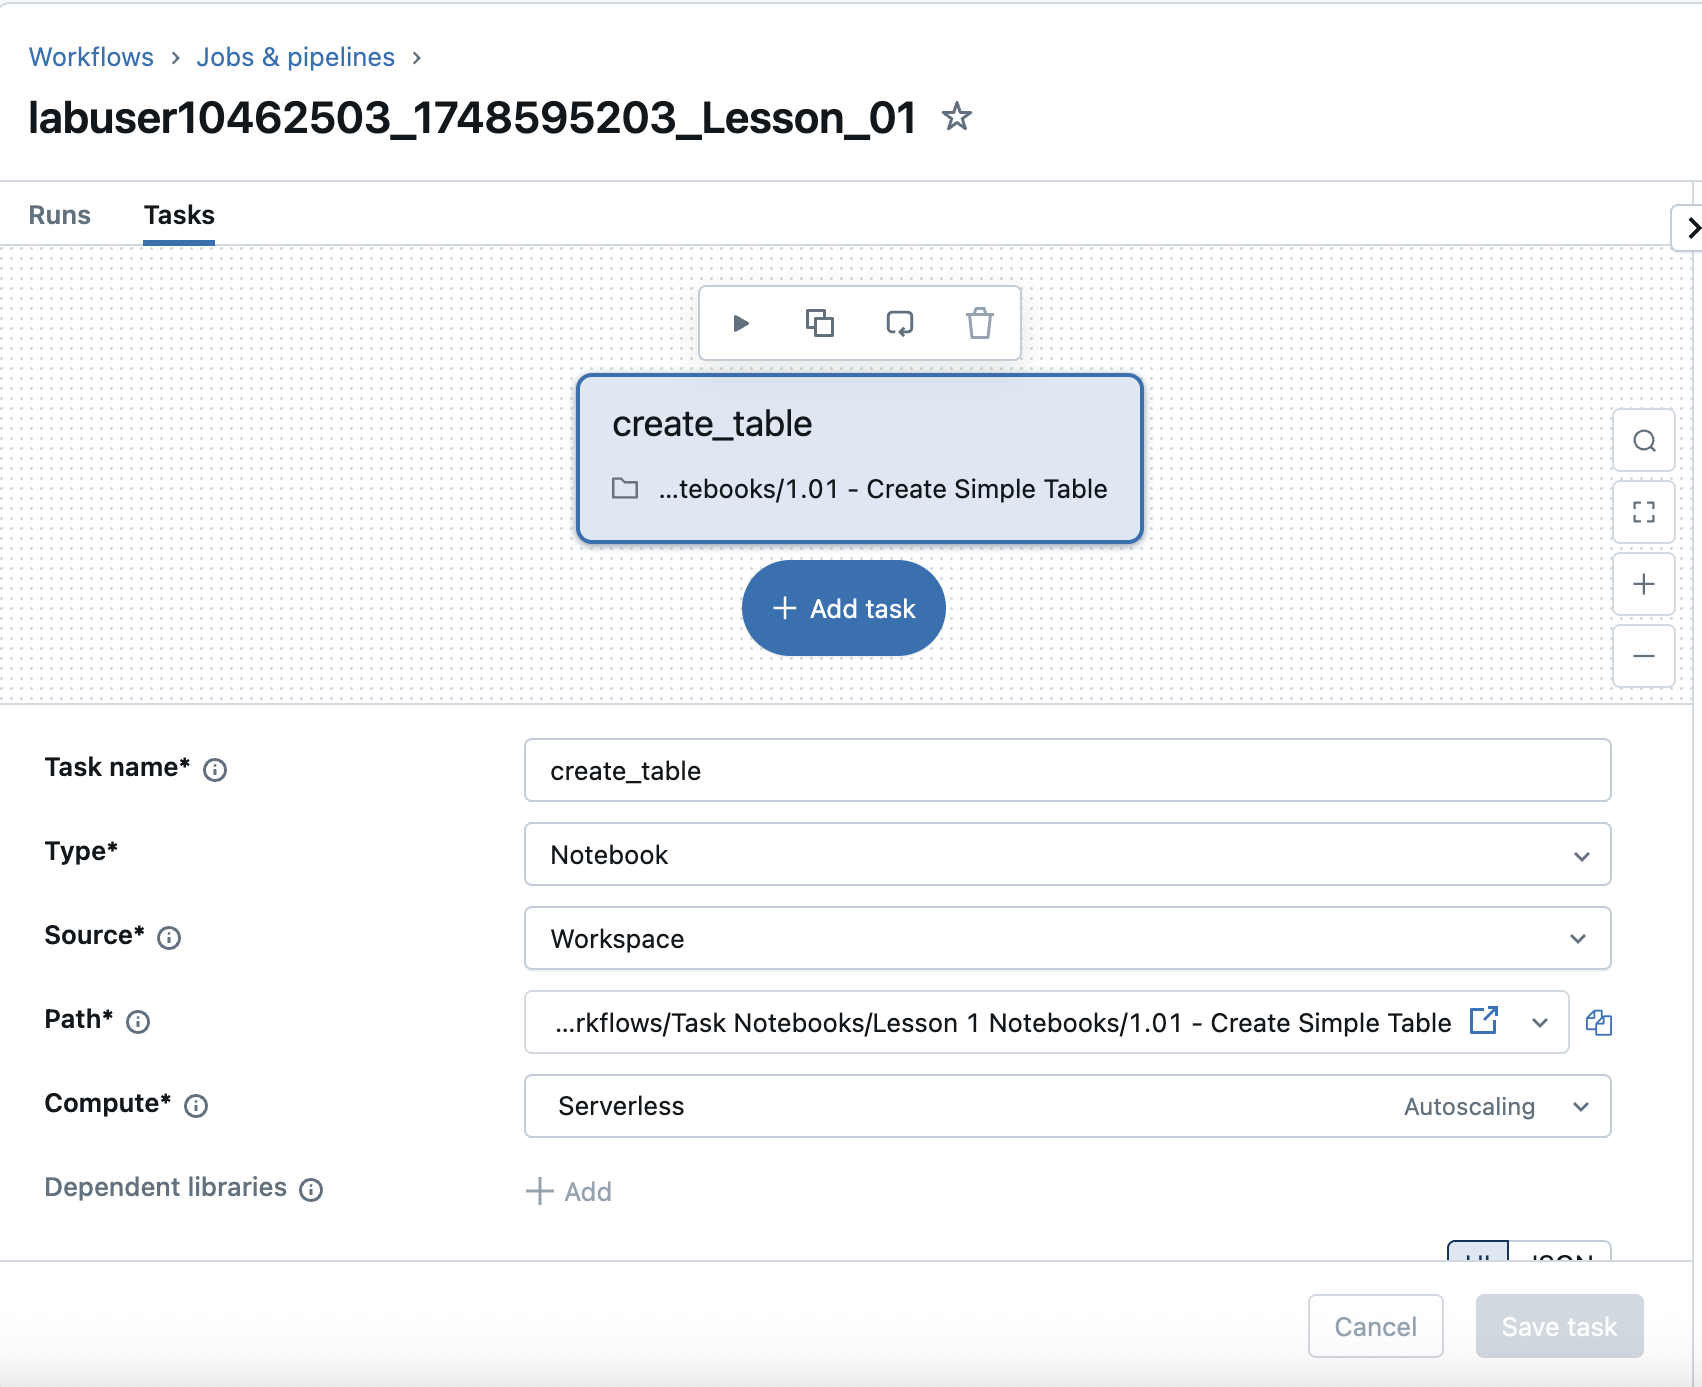 Workflows > Jobs & pipelines >
labuser10462503_1748595203_Lesson_01
Runs Tasks
create_table
...tebooks/1.01 - Create Simple Table
+ Add task
Task name* create_table
Type* Notebook
Source* Workspace
Path* ...rkflows/Task Notebooks/Lesson 1 Notebooks/1.01 - Create Simple Table
Compute* Serverless Autoscaling
Dependent libraries + Add
UI JSON
Cancel Save task